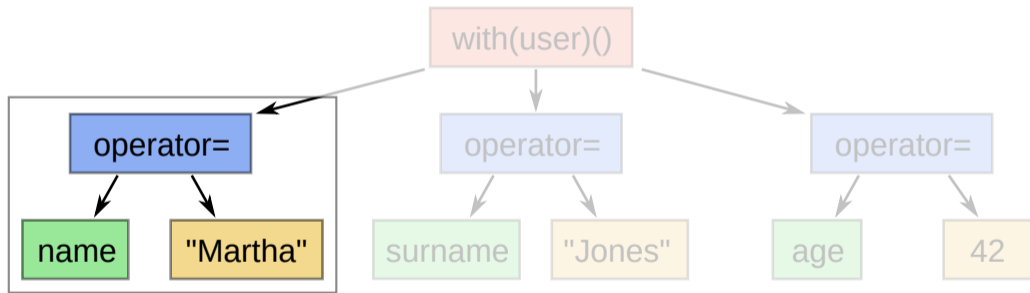 with(user)()
operator= operator= operator=
name "Martha" surname "Jones" age 42